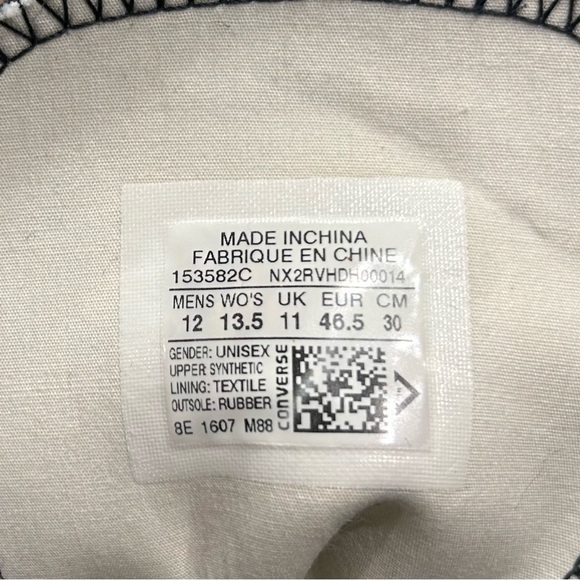 MADE INCHINA
FABRIQUE EN CHINE
153582C NX2RVHDH00014
MENS WO'S UK EUR CM
12 13.5 11 46.5 30
GENDER: UNISEX
UPPER: SYNTHETIC
LINING: TEXTILE
OUTSOLE: RUBBER
8E 1607 M88
CONVERSE